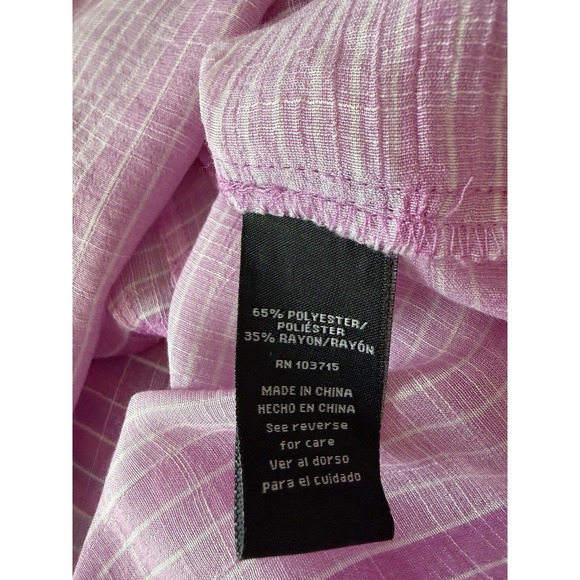 65% POLYESTER/
POLIÉSTER
35% RAYON/RAYÓN
RN 103715
MADE IN CHINA
HECHO EN CHINA
See reverse
for care
Ver al dorso
para el cuidado